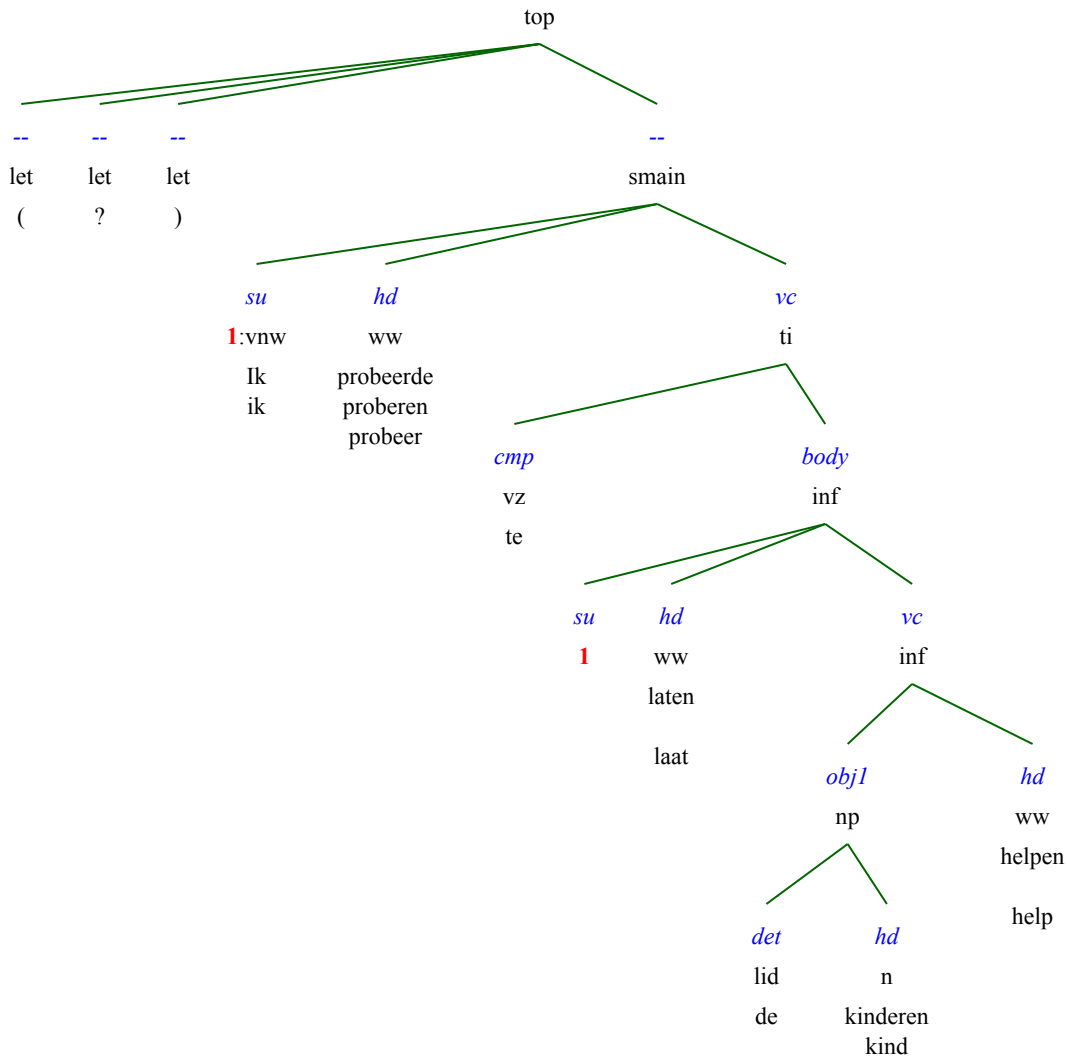 top
-- -- -- --
let let let smain
( ? )
su hd vc
1:vnw ww ti
Ik probeerde
ik proberen
probeer
cmp body
vz inf
te
su hd vc
1 ww inf
laten
laat
obj1 hd
np ww
helpen
help
det hd
lid n
de kinderen
kind